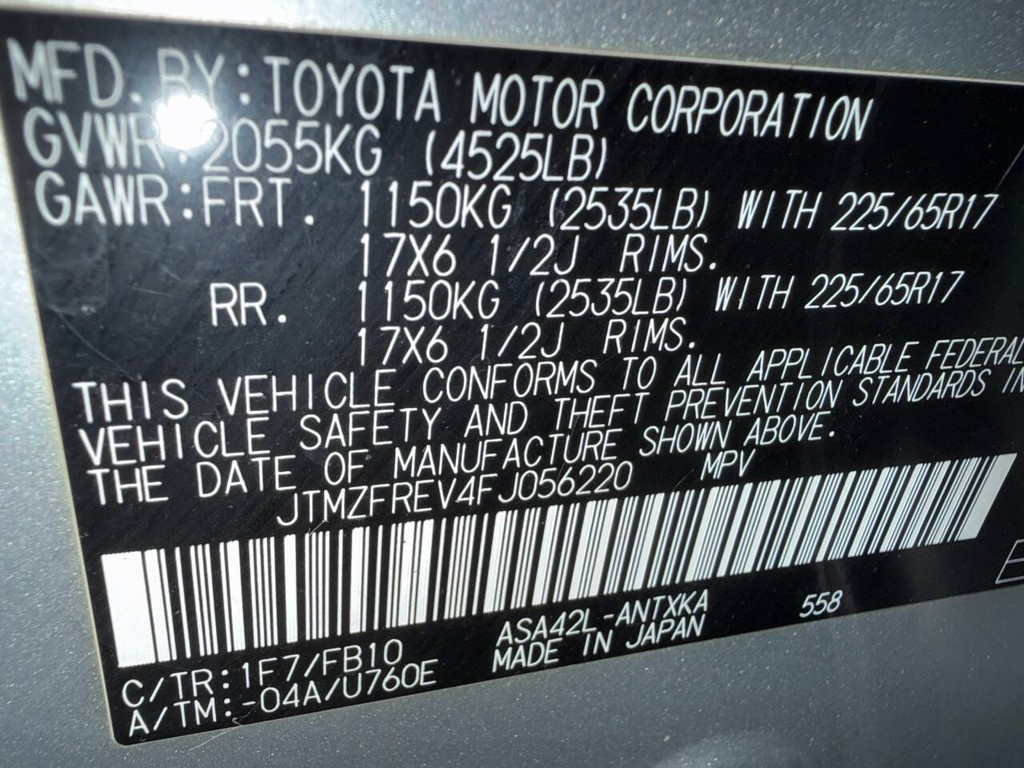 MFD. BY: TOYOTA MOTOR CORPORATION
GVWR: 2055KG (4525LB)
GAWR: FRT. 1150KG (2535LB) WITH 225/65R17
17X6 1/2J RIMS.
RR. 1150KG (2535LB) WITH 225/65R17
17X6 1/2J RIMS.
THIS VEHICLE CONFORMS TO ALL APPLICABLE FEDERAL
VEHICLE SAFETY AND THEFT PREVENTION STANDARDS IN
THE DATE OF MANUFACTURE SHOWN ABOVE.
JTMZFREV4FJ056220 MPV
ASA42L-ANTXKA 558
MADE IN JAPAN
C/TR:1F7/FB10
A/TM:-04A/U760E